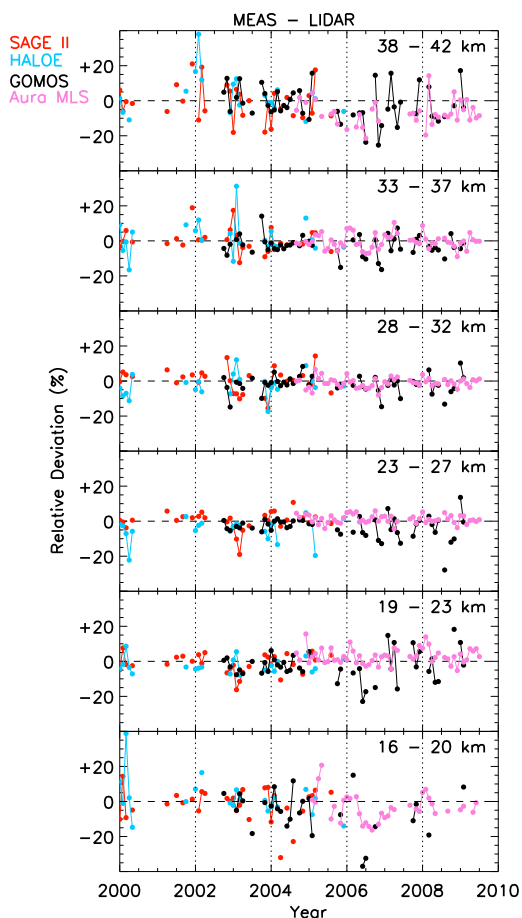 MEAS – LIDAR
SAGE II
HALOE
GOMOS
Aura MLS
38 – 42 km
+20
+10
0
−10
−20
33 – 37 km
+20
0
−20
28 – 32 km
+20
0
−20
23 – 27 km
+20
0
−20
19 – 23 km
+20
0
−20
16 – 20 km
+20
0
−20
Relative Deviation (%)
2000 2002 2004 2006 2008 2010
Year